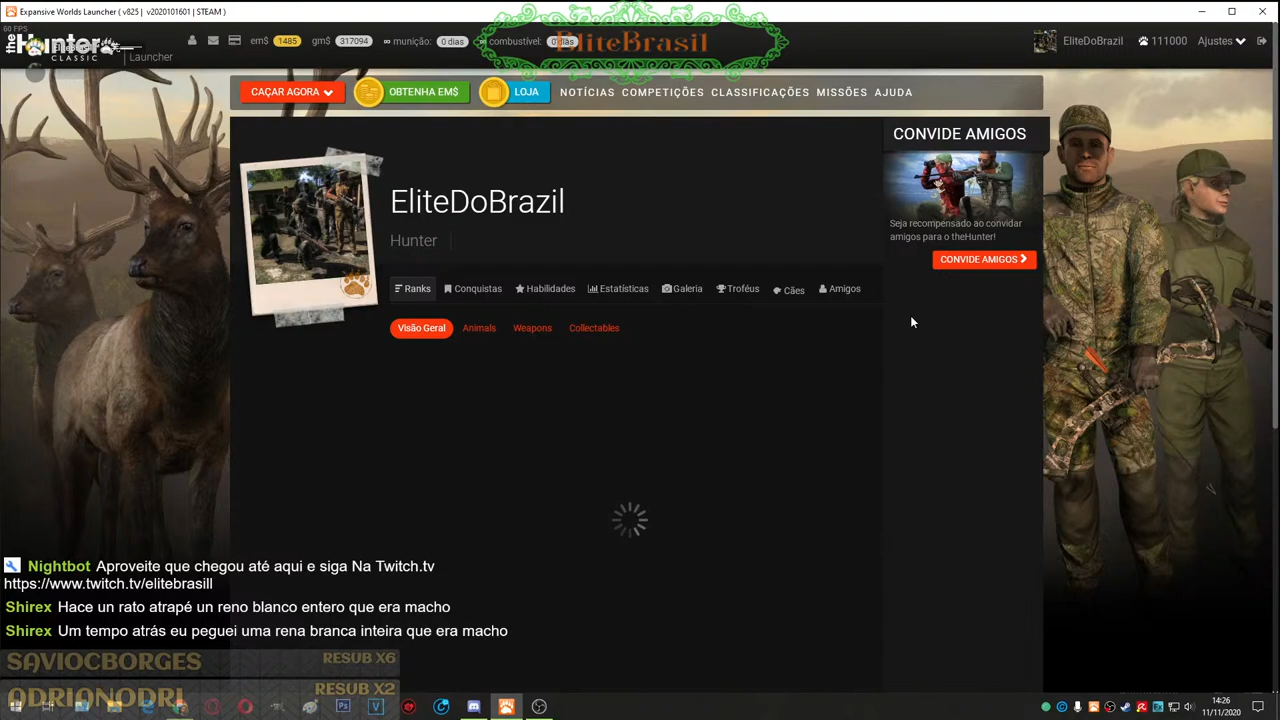 Expansive Worlds Launcher ( v825 | v2020101601 | STEAM )
60 FPS
theHunter
CLASSIC
Launcher
em$ 1485 gm$ 317094 ∞ munição: 0 dias ∞ combustível: 0 dias
EliteBrasil
EliteDoBrazil 111000 Ajustes
CAÇAR AGORA OBTENHA EM$ LOJA NOTÍCIAS COMPETIÇÕES CLASSIFICAÇÕES MISSÕES AJUDA
CONVIDE AMIGOS
EliteDoBrazil
Hunter
Seja recompensado ao convidar
amigos para o theHunter!
CONVIDE AMIGOS
Ranks Conquistas Habilidades Estatísticas Galeria Troféus Cães Amigos
Visão Geral Animals Weapons Collectables
Nightbot Aproveite que chegou até aqui e siga Na Twitch.tv
https://www.twitch.tv/elitebrasill
Shirex Hace un rato atrapé un reno blanco entero que era macho
Shirex Um tempo atrás eu peguei uma rena branca inteira que era macho
SAVIOCBORGES RESUB X6
ADRIANODRL RESUB X2
14:26
11/11/2020